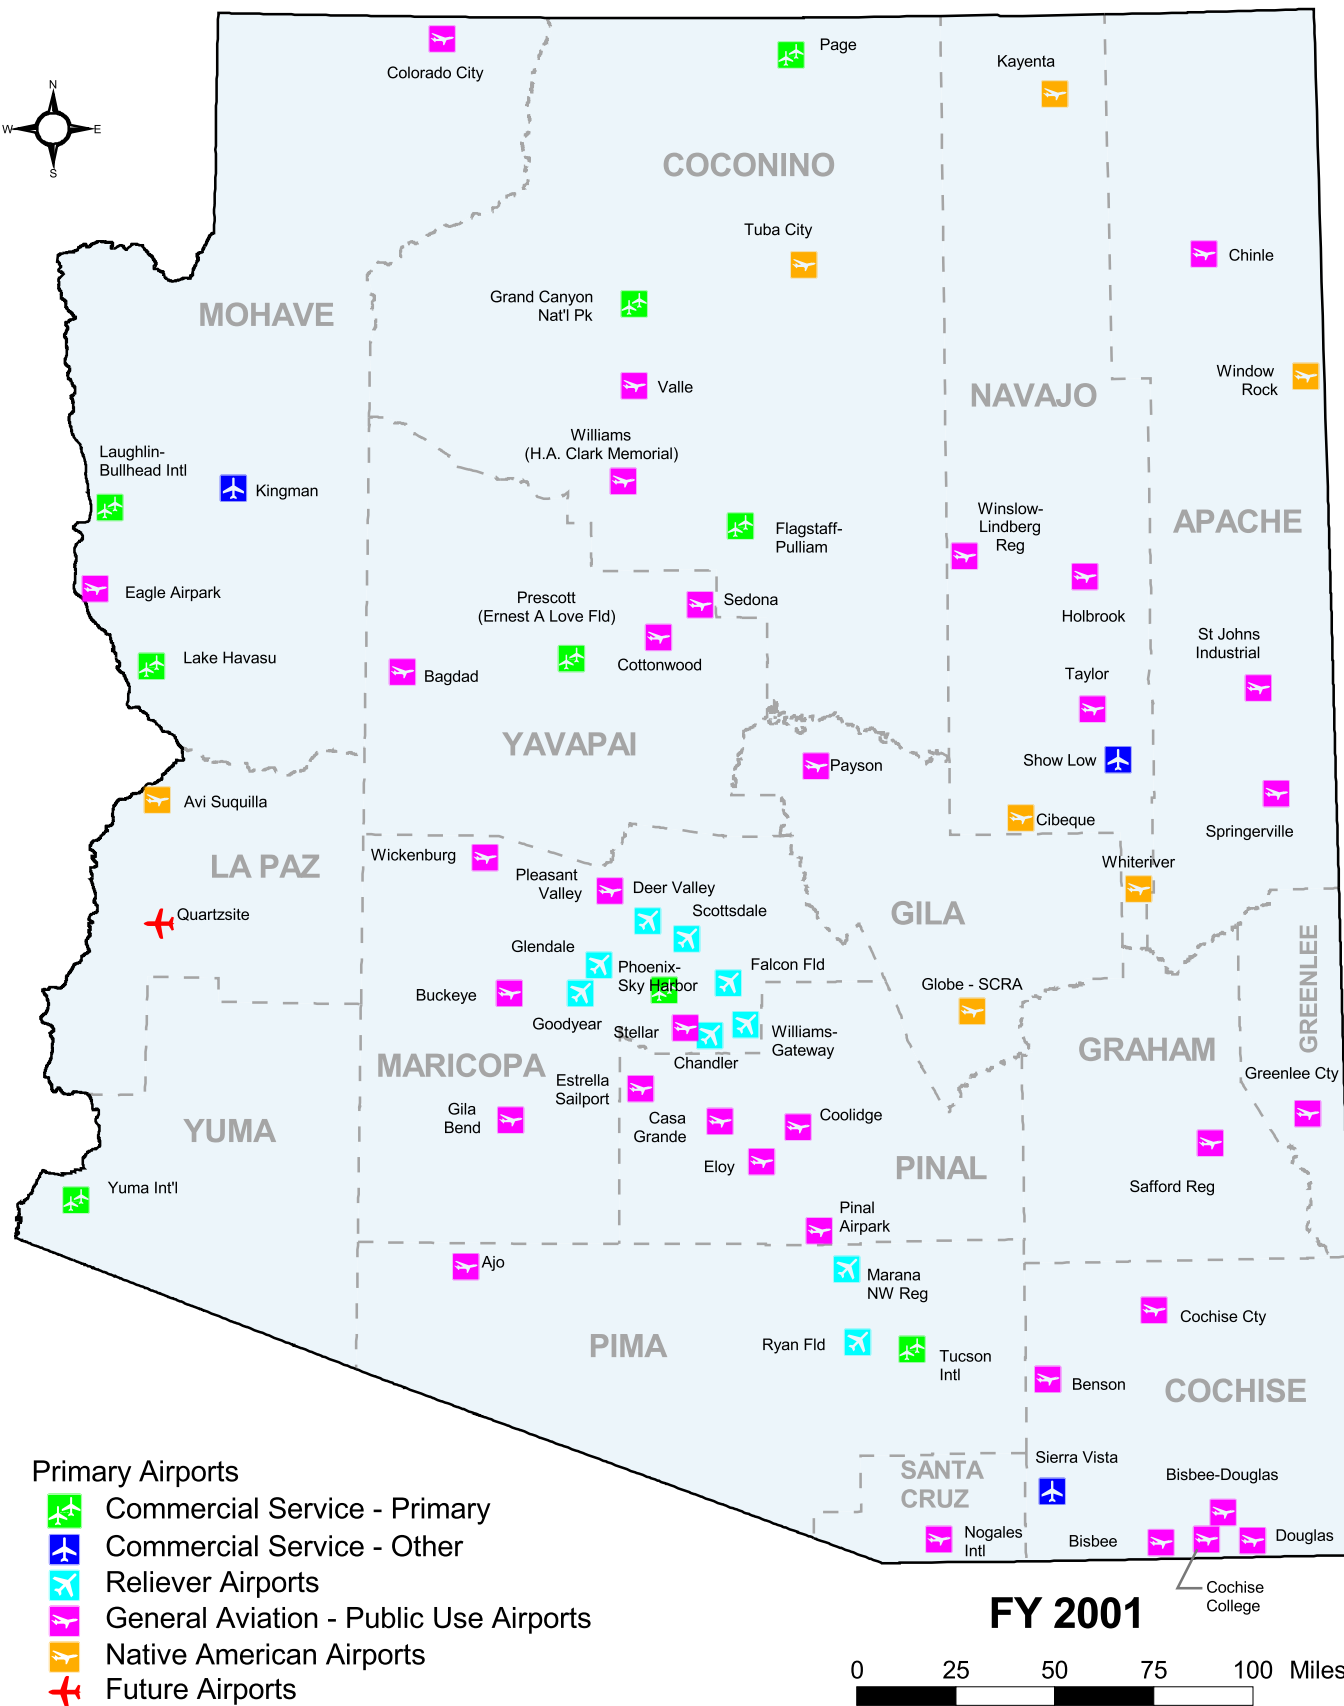 Colorado City
Page
Kayenta
N
W
E
S
COCONINO
Tuba City
Chinle
Grand Canyon
Nat'l Pk
MOHAVE
Valle
Window
Rock
NAVAJO
Williams
(H.A. Clark Memorial)
Laughlin-
Bullhead Intl
Kingman
Winslow-
Lindberg
Reg
APACHE
Flagstaff-
Pulliam
Eagle Airpark
Prescott
(Ernest A Love Fld)
Sedona
Holbrook
Lake Havasu
Cottonwood
Bagdad
St Johns
Industrial
Taylor
YAVAPAI
Payson
Show Low
Avi Suquilla
Cibeque
Springerville
LA PAZ
Wickenburg
Whiteriver
Pleasant
Valley
Deer Valley
Scottsdale
Quartzsite
GILA
Glendale
Phoenix-
Sky Harbor
Falcon Fld
GREENLEE
Buckeye
Globe - SCRA
Goodyear
Stellar
Williams-
Gateway
MARICOPA
Chandler
GRAHAM
Estrella
Sailport
Greenlee Cty
Gila
Bend
Casa
Grande
Coolidge
YUMA
Eloy
PINAL
Safford Reg
Yuma Int'l
Pinal
Airpark
Ajo
Marana
NW Reg
Cochise Cty
PIMA
Ryan Fld
Tucson
Intl
Benson
COCHISE
Sierra Vista
SANTA
CRUZ
Bisbee-Douglas
Nogales
Intl
Bisbee
Douglas
Cochise
College
Primary Airports
Commercial Service - Primary
Commercial Service - Other
Reliever Airports
General Aviation - Public Use Airports
Native American Airports
Future Airports
FY 2001
0 25 50 75 100 Miles